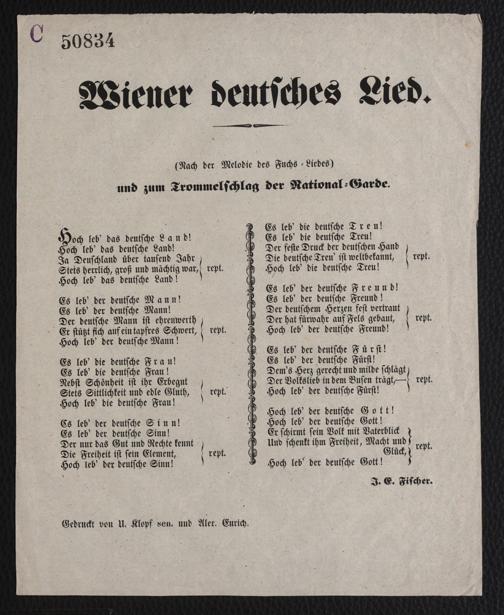 C 50834
Wiener deutsches Lied.
(Nach der Melodie des Fuchs-Liedes)
und zum Trommelschlag der National-Garde.
Hoch leb' das deutsche Land!
Hoch leb' das deutsche Land!
Ja Deuschland über tausend Jahr
Stets herrlich, groß und mächtig war, rept.
Hoch leb' das deutsche Land!
Es leb' der deutsche Mann!
Es leb' der deutsche Mann!
Der deutsche Mann ist ehrenwerth
Er stützt sich auf ein tapfres Schwert, rept.
Hoch leb' der deutsche Mann!
Es leb' die deutsche Frau!
Es leb' die deutsche Frau!
Nebst Schönheit ist ihr Erbegut
Stets Sittlichkeit und edle Gluth, rept.
Hoch leb' die deutsche Frau!
Es leb' der deutsche Sinn!
Es leb' der deutsche Sinn!
Der nur das Gut und Rechte kennt
Die Freiheit ist sein Element, rept.
Hoch leb' der deutsche Sinn!
Es leb' die deutsche Treu!
Es leb' die deutsche Treu!
Der feste Druck der deutschen Hand
Die deutsche Treu' ist weltbekannt, rept.
Hoch leb' die deutsche Treu!
Es leb' der deutsche Freund!
Es leb' der deutsche Freund!
Der deutschem Herzen fest vertraut
Der hat fürwahr auf Fels gebaut, rept.
Hoch leb' der deutsche Freund!
Es leb' der deutsche Fürst!
Es leb' der deutsche Fürst!
Dem's Herz gerecht und milde schlägt
Der Volkslieb in dem Busen trägt,— rept.
Hoch leb' der deutsche Fürst!
Hoch leb' der deutsche Gott!
Hoch leb' der deutsche Gott!
Er schirmt sein Volk mit Vaterblick
Und schenkt ihm Freiheit, Macht und rept.
Glück,
Hoch leb' der deutsche Gott!
J. E. Fischer.
Gedruckt von U. Klopf sen. und Alex. Eurich.